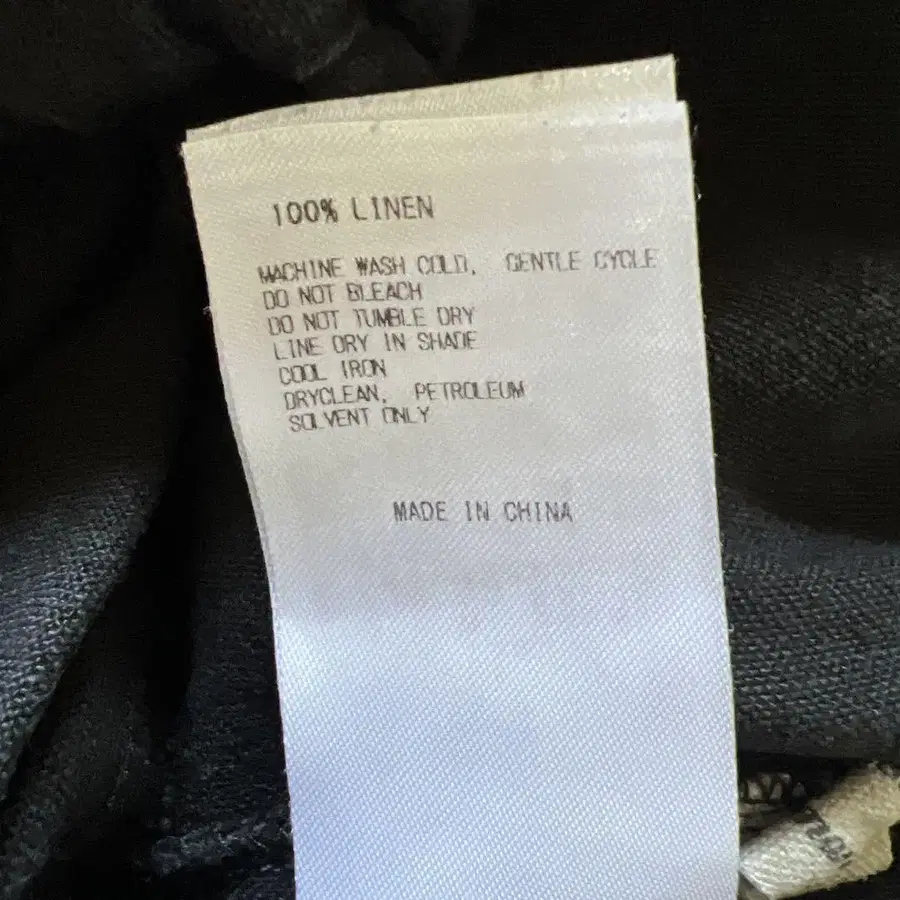 100% LINEN
MACHINE WASH COLD, GENTLE CYCLE
DO NOT BLEACH
DO NOT TUMBLE DRY
LINE DRY IN SHADE
COOL IRON
DRYCLEAN, PETROLEUM
SOLVENT ONLY
MADE IN CHINA